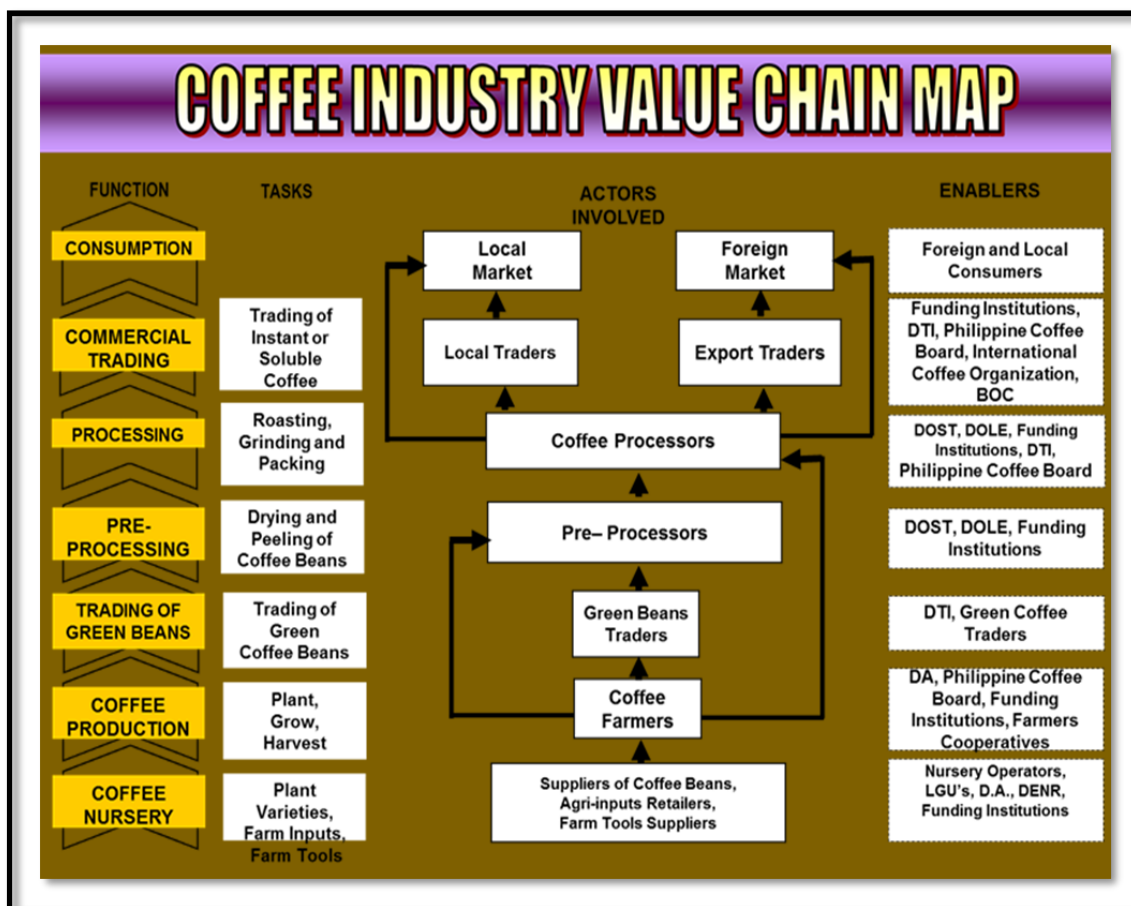 COFFEE INDUSTRY VALUE CHAIN MAP
FUNCTION
TASKS
ACTORS
INVOLVED
ENABLERS
CONSUMPTION
Local
Market
Foreign
Market
Foreign and Local
Consumers
COMMERCIAL
TRADING
Trading of
Instant or
Soluble
Coffee
Local Traders
Export Traders
Funding Institutions,
DTI, Philippine Coffee
Board, International
Coffee Organization,
BOC
PROCESSING
Roasting,
Grinding and
Packing
Coffee Processors
DOST, DOLE, Funding
Institutions, DTI,
Philippine Coffee Board
PRE-
PROCESSING
Drying and
Peeling of
Coffee Beans
Pre– Processors
DOST, DOLE, Funding
Institutions
TRADING OF
GREEN BEANS
Trading of
Green
Coffee Beans
Green Beans
Traders
DTI, Green Coffee
Traders
COFFEE
PRODUCTION
Plant,
Grow,
Harvest
Coffee
Farmers
DA, Philippine Coffee
Board, Funding
Institutions, Farmers
Cooperatives
COFFEE
NURSERY
Plant
Varieties,
Farm Inputs,
Farm Tools
Suppliers of Coffee Beans,
Agri-inputs Retailers,
Farm Tools Suppliers
Nursery Operators,
LGU's, D.A., DENR,
Funding Institutions